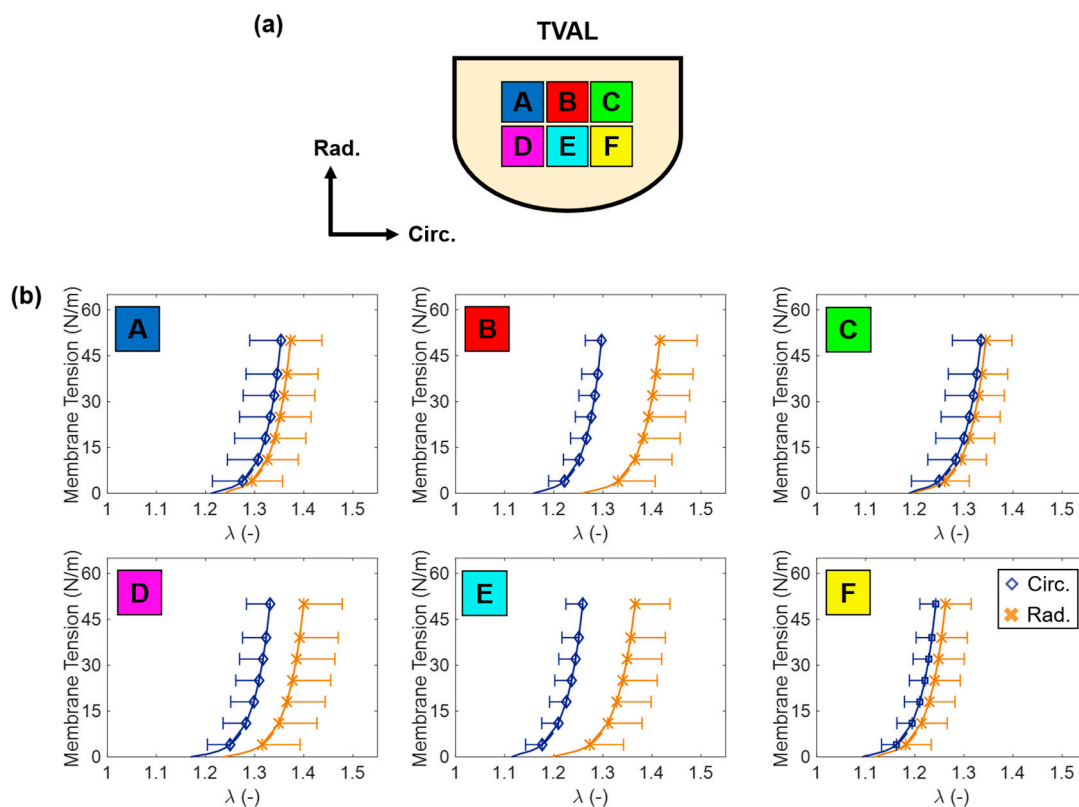 (a)
TVAL
A B C
D E F
Rad.
Circ.
(b)
Membrane Tension (N/m)
60
45
30
15
0
A
1 1.1 1.2 1.3 1.4 1.5
λ (-)
Membrane Tension (N/m)
60
45
30
15
0
B
1 1.1 1.2 1.3 1.4 1.5
λ (-)
Membrane Tension (N/m)
60
45
30
15
0
C
1 1.1 1.2 1.3 1.4 1.5
λ (-)
Membrane Tension (N/m)
60
45
30
15
0
D
1 1.1 1.2 1.3 1.4 1.5
λ (-)
Membrane Tension (N/m)
60
45
30
15
0
E
1 1.1 1.2 1.3 1.4 1.5
λ (-)
Membrane Tension (N/m)
60
45
30
15
0
F
Circ.
Rad.
1 1.1 1.2 1.3 1.4 1.5
λ (-)